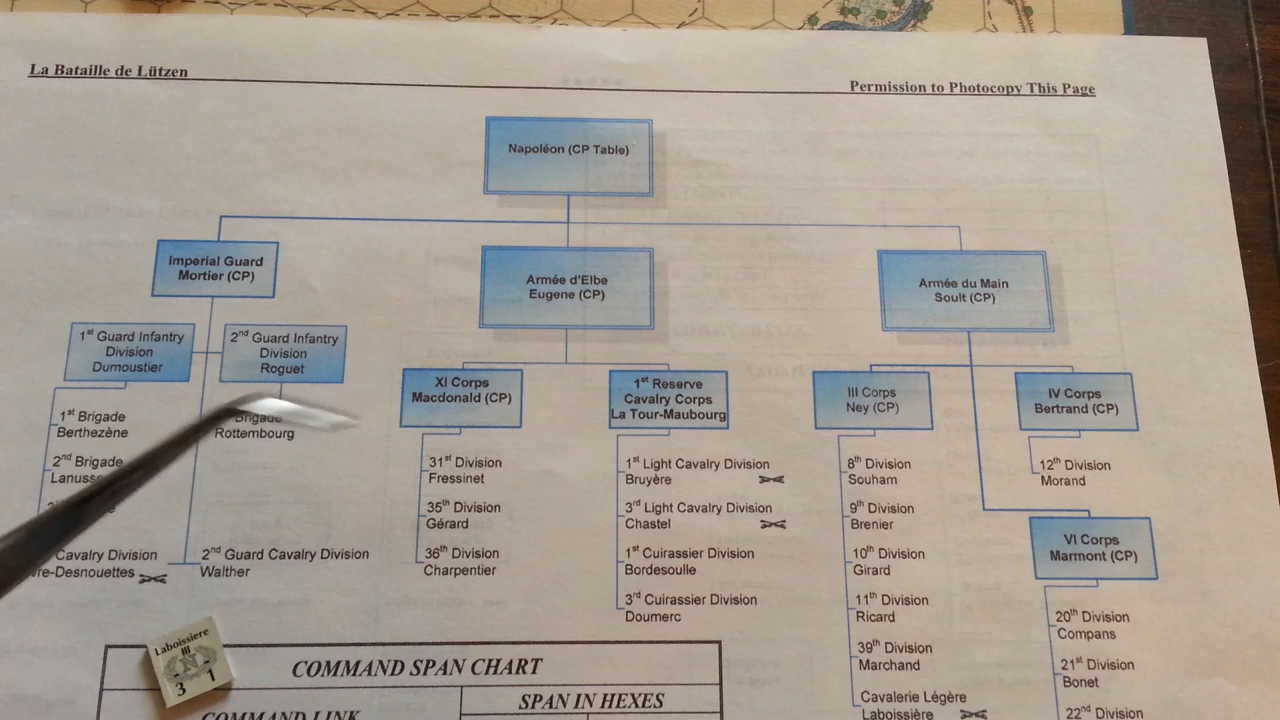 La Bataille de Lützen
Permission to Photocopy This Page
Napoléon (CP Table)
Imperial Guard
Mortier (CP)
Armée d'Elbe
Eugene (CP)
Armée du Main
Soult (CP)
1st Guard Infantry
Division
Dumoustier
2nd Guard Infantry
Division
Roguet
1st Brigade
Berthezène
2nd Brigade
Brigade
Rottembourg
Cavalry Division
2nd Guard Cavalry Division
Walther
XI Corps
Macdonald (CP)
31st Division
Fressinet
35th Division
Gérard
36th Division
Charpentier
1st Reserve
Cavalry Corps
La Tour-Maubourg
1st Light Cavalry Division
Bruyère
3rd Light Cavalry Division
Chastel
1st Cuirassier Division
Bordesoulle
3rd Cuirassier Division
Doumerc
III Corps
Ney (CP)
8th Division
Souham
9th Division
Brenier
10th Division
Girard
11th Division
Ricard
39th Division
Marchand
Cavalerie Légère
Laboissière
IV Corps
Bertrand (CP)
12th Division
Morand
VI Corps
Marmont (CP)
20th Division
Compans
21st Division
Bonet
22nd Division
Laboissiere
III
N
3 1
COMMAND SPAN CHART
COMMAND LINK
SPAN IN HEXES